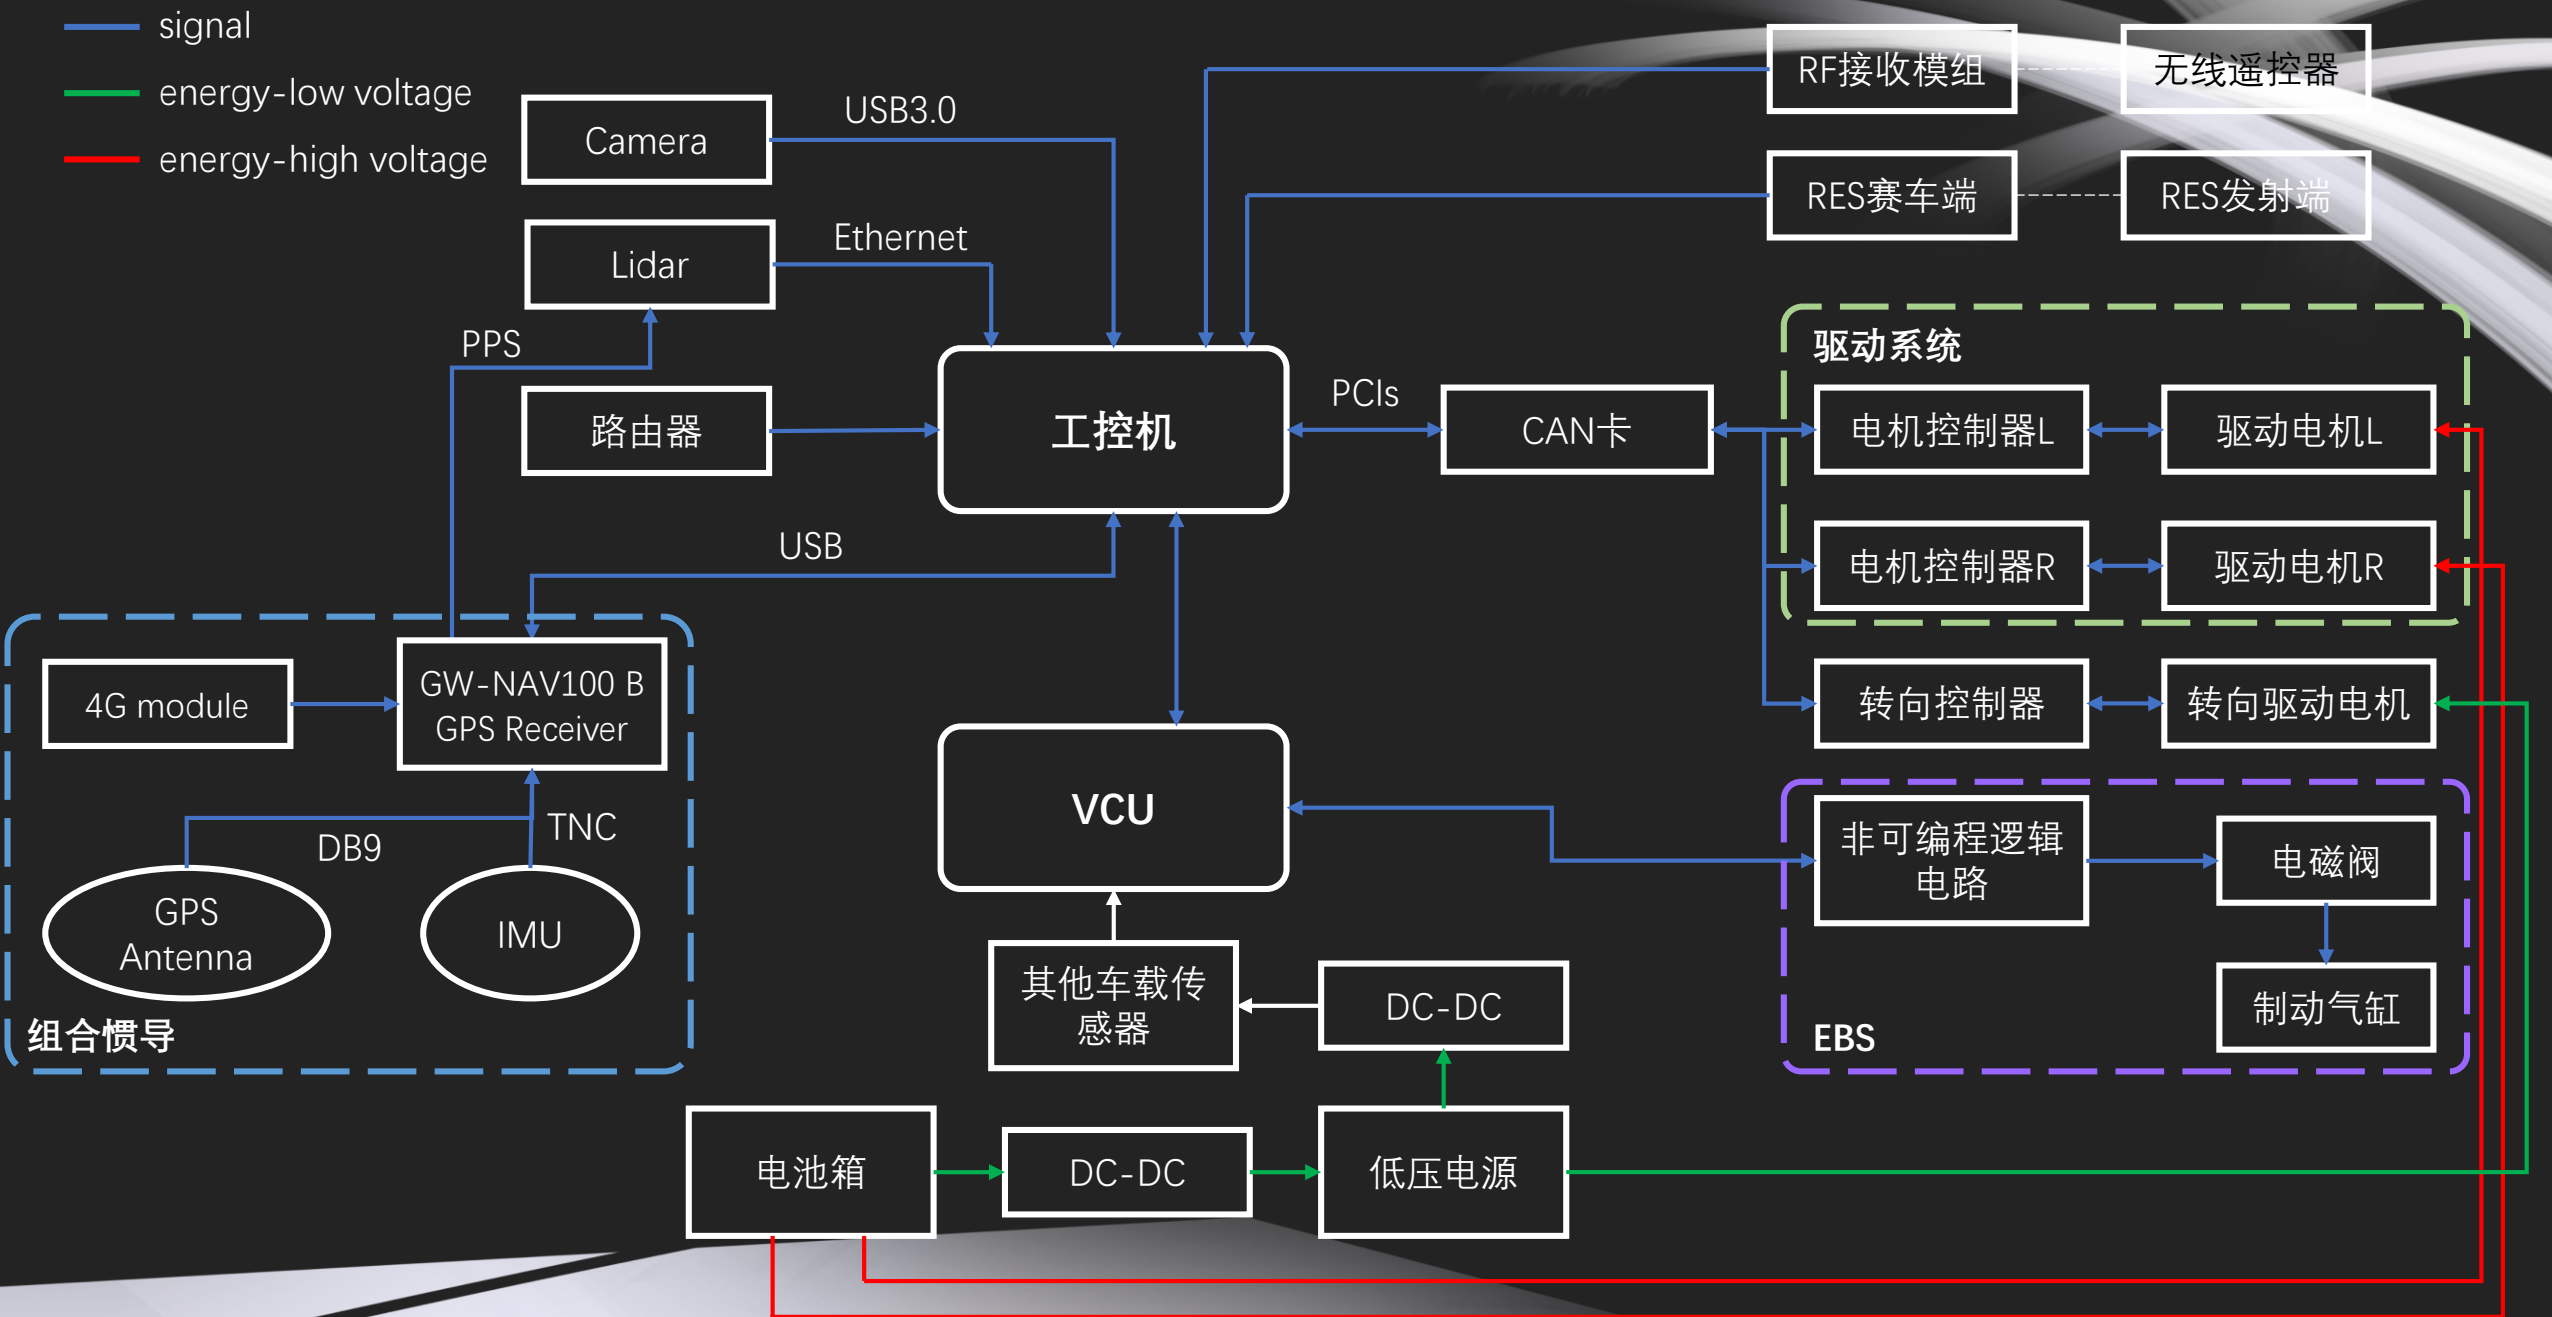 signal
energy-low voltage
energy-high voltage
Camera
USB3.0
RF接收模组
无线遥控器
RES赛车端
RES发射端
Lidar
Ethernet
PPS
路由器
工控机
PCIs
CAN卡
驱动系统
电机控制器L
驱动电机L
电机控制器R
驱动电机R
USB
4G module
GW-NAV100 B
GPS Receiver
转向控制器
转向驱动电机
VCU
DB9
TNC
GPS
Antenna
IMU
组合惯导
非可编程逻辑
电路
电磁阀
制动气缸
EBS
其他车载传
感器
DC-DC
电池箱
DC-DC
低压电源